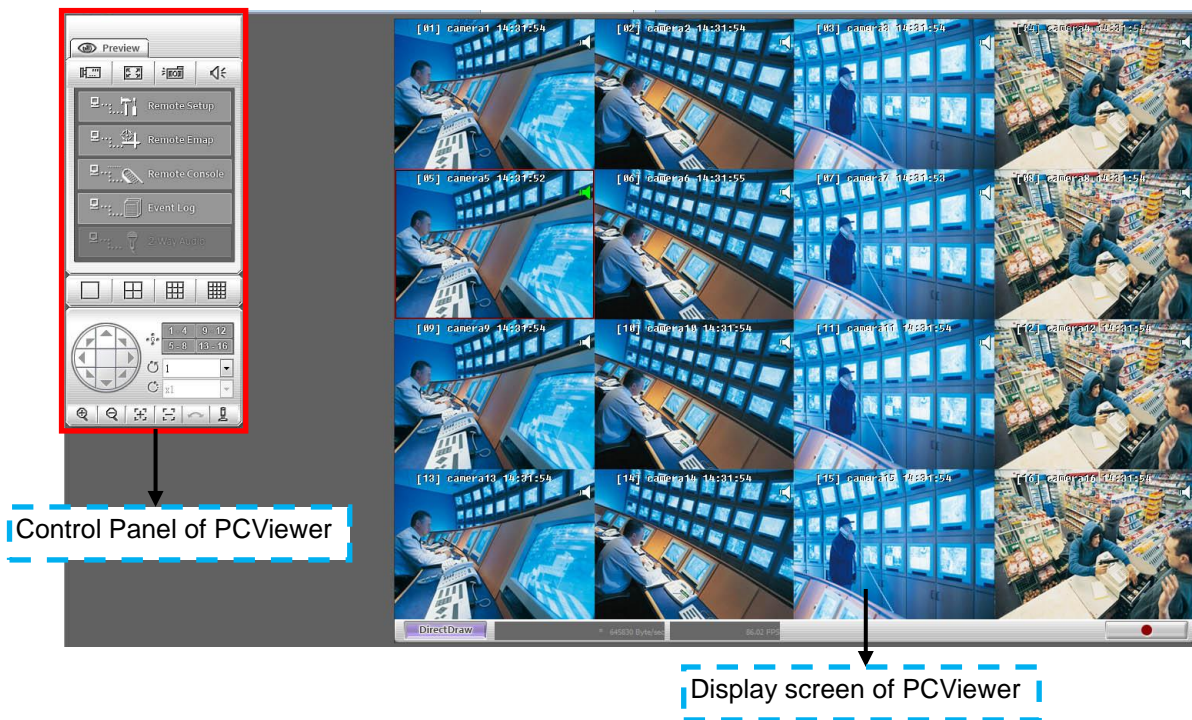 Preview
Remote Setup
Remote Emap
Remote Console
Event Log
2-Way Audio
1 - 4 9 - 12
5 - 8 13 - 16
1
x1
Control Panel of PCViewer
[01] camera1 14:31:54
[02] camera2 14:31:54
[03] camera3 14:31:54
[04] camera4 14:31:54
[05] camera5 14:31:52
[06] camera6 14:31:55
[07] camera7 14:31:53
[08] camera8 14:31:54
[09] camera9 14:31:54
[10] camera10 14:31:54
[11] camera11 14:31:54
[12] camera12 14:31:54
[13] camera13 14:31:54
[14] camera14 14:31:54
[15] camera15 14:31:54
[16] camera16 14:31:54
DirectDraw
* 645830 Byte/sec
86.02 FPS
Display screen of PCViewer